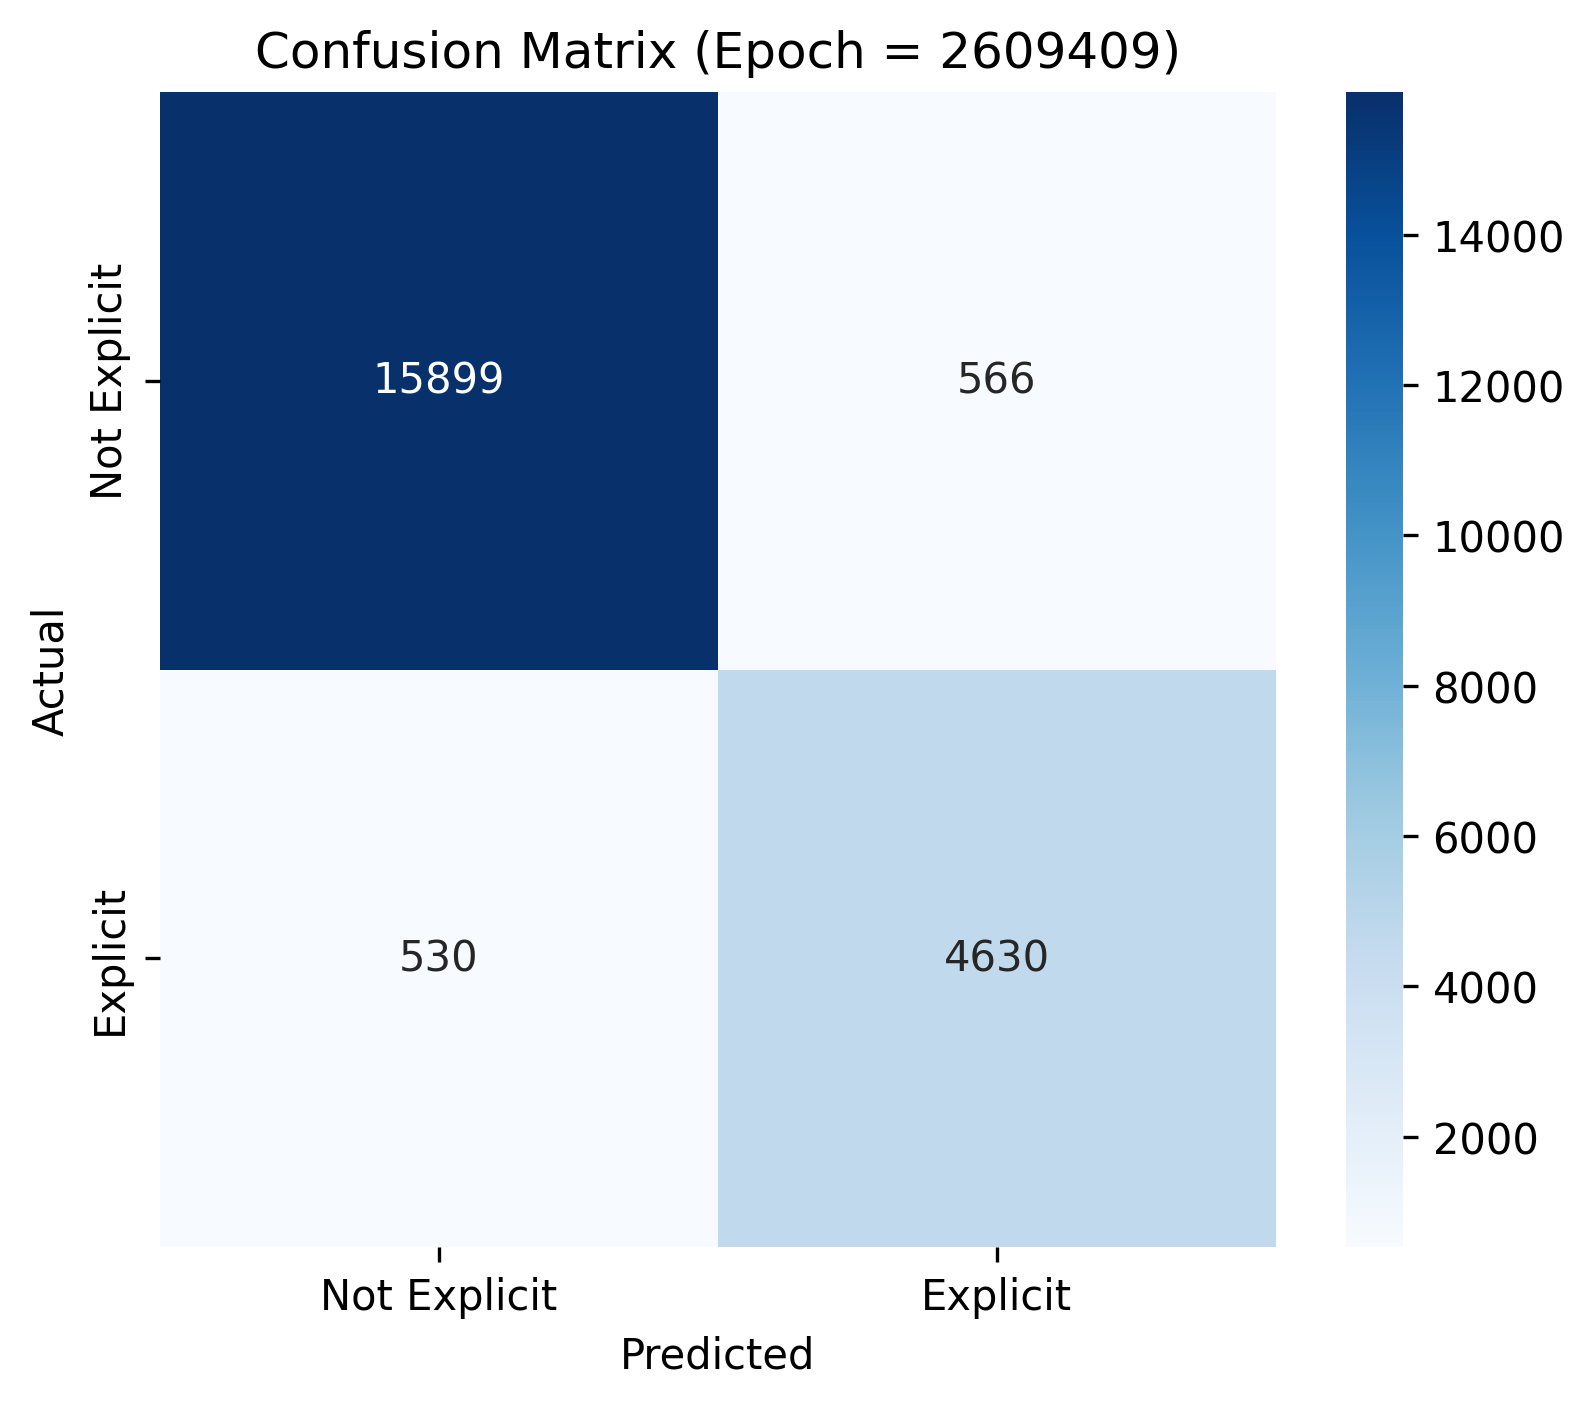 Confusion Matrix (Epoch = 2609409)
Actual
Not Explicit
Explicit
15899
566
530
4630
Not Explicit
Explicit
Predicted
14000
12000
10000
8000
6000
4000
2000